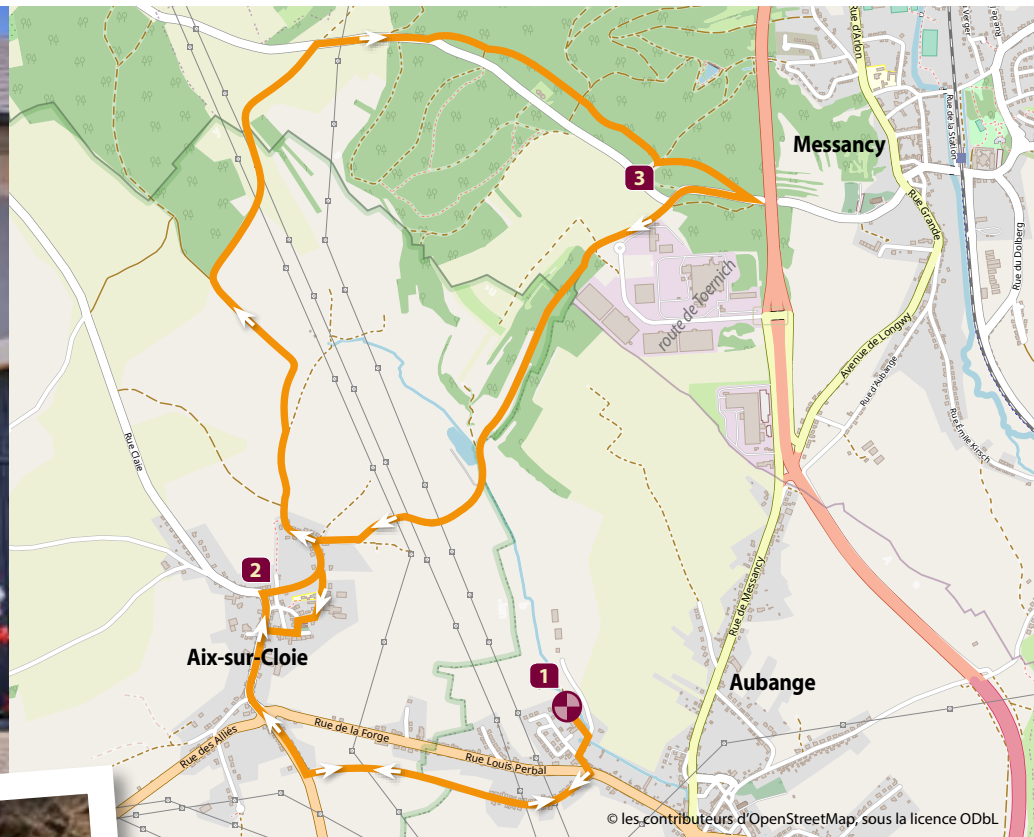 Rue d'Arlon
Rue de la Station
Messancy
3
Rue Grande
Rue du Dolberg
route de Toernich
Avenue de Longwy
Rue d'Aubange
Rue Émile Kirsch
Rue Claie
2
Rue de Messancy
Aix-sur-Cloie
1
Aubange
Rue des Alliés
Rue de la Forge
Rue Louis Perbal
© les contributeurs d'OpenStreetMap, sous la licence ODbL